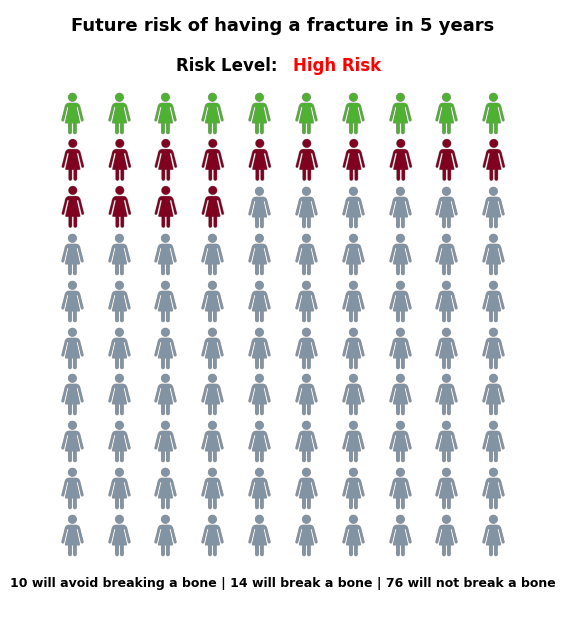 Future risk of having a fracture in 5 years
Risk Level: High Risk
10 will avoid breaking a bone | 14 will break a bone | 76 will not break a bone